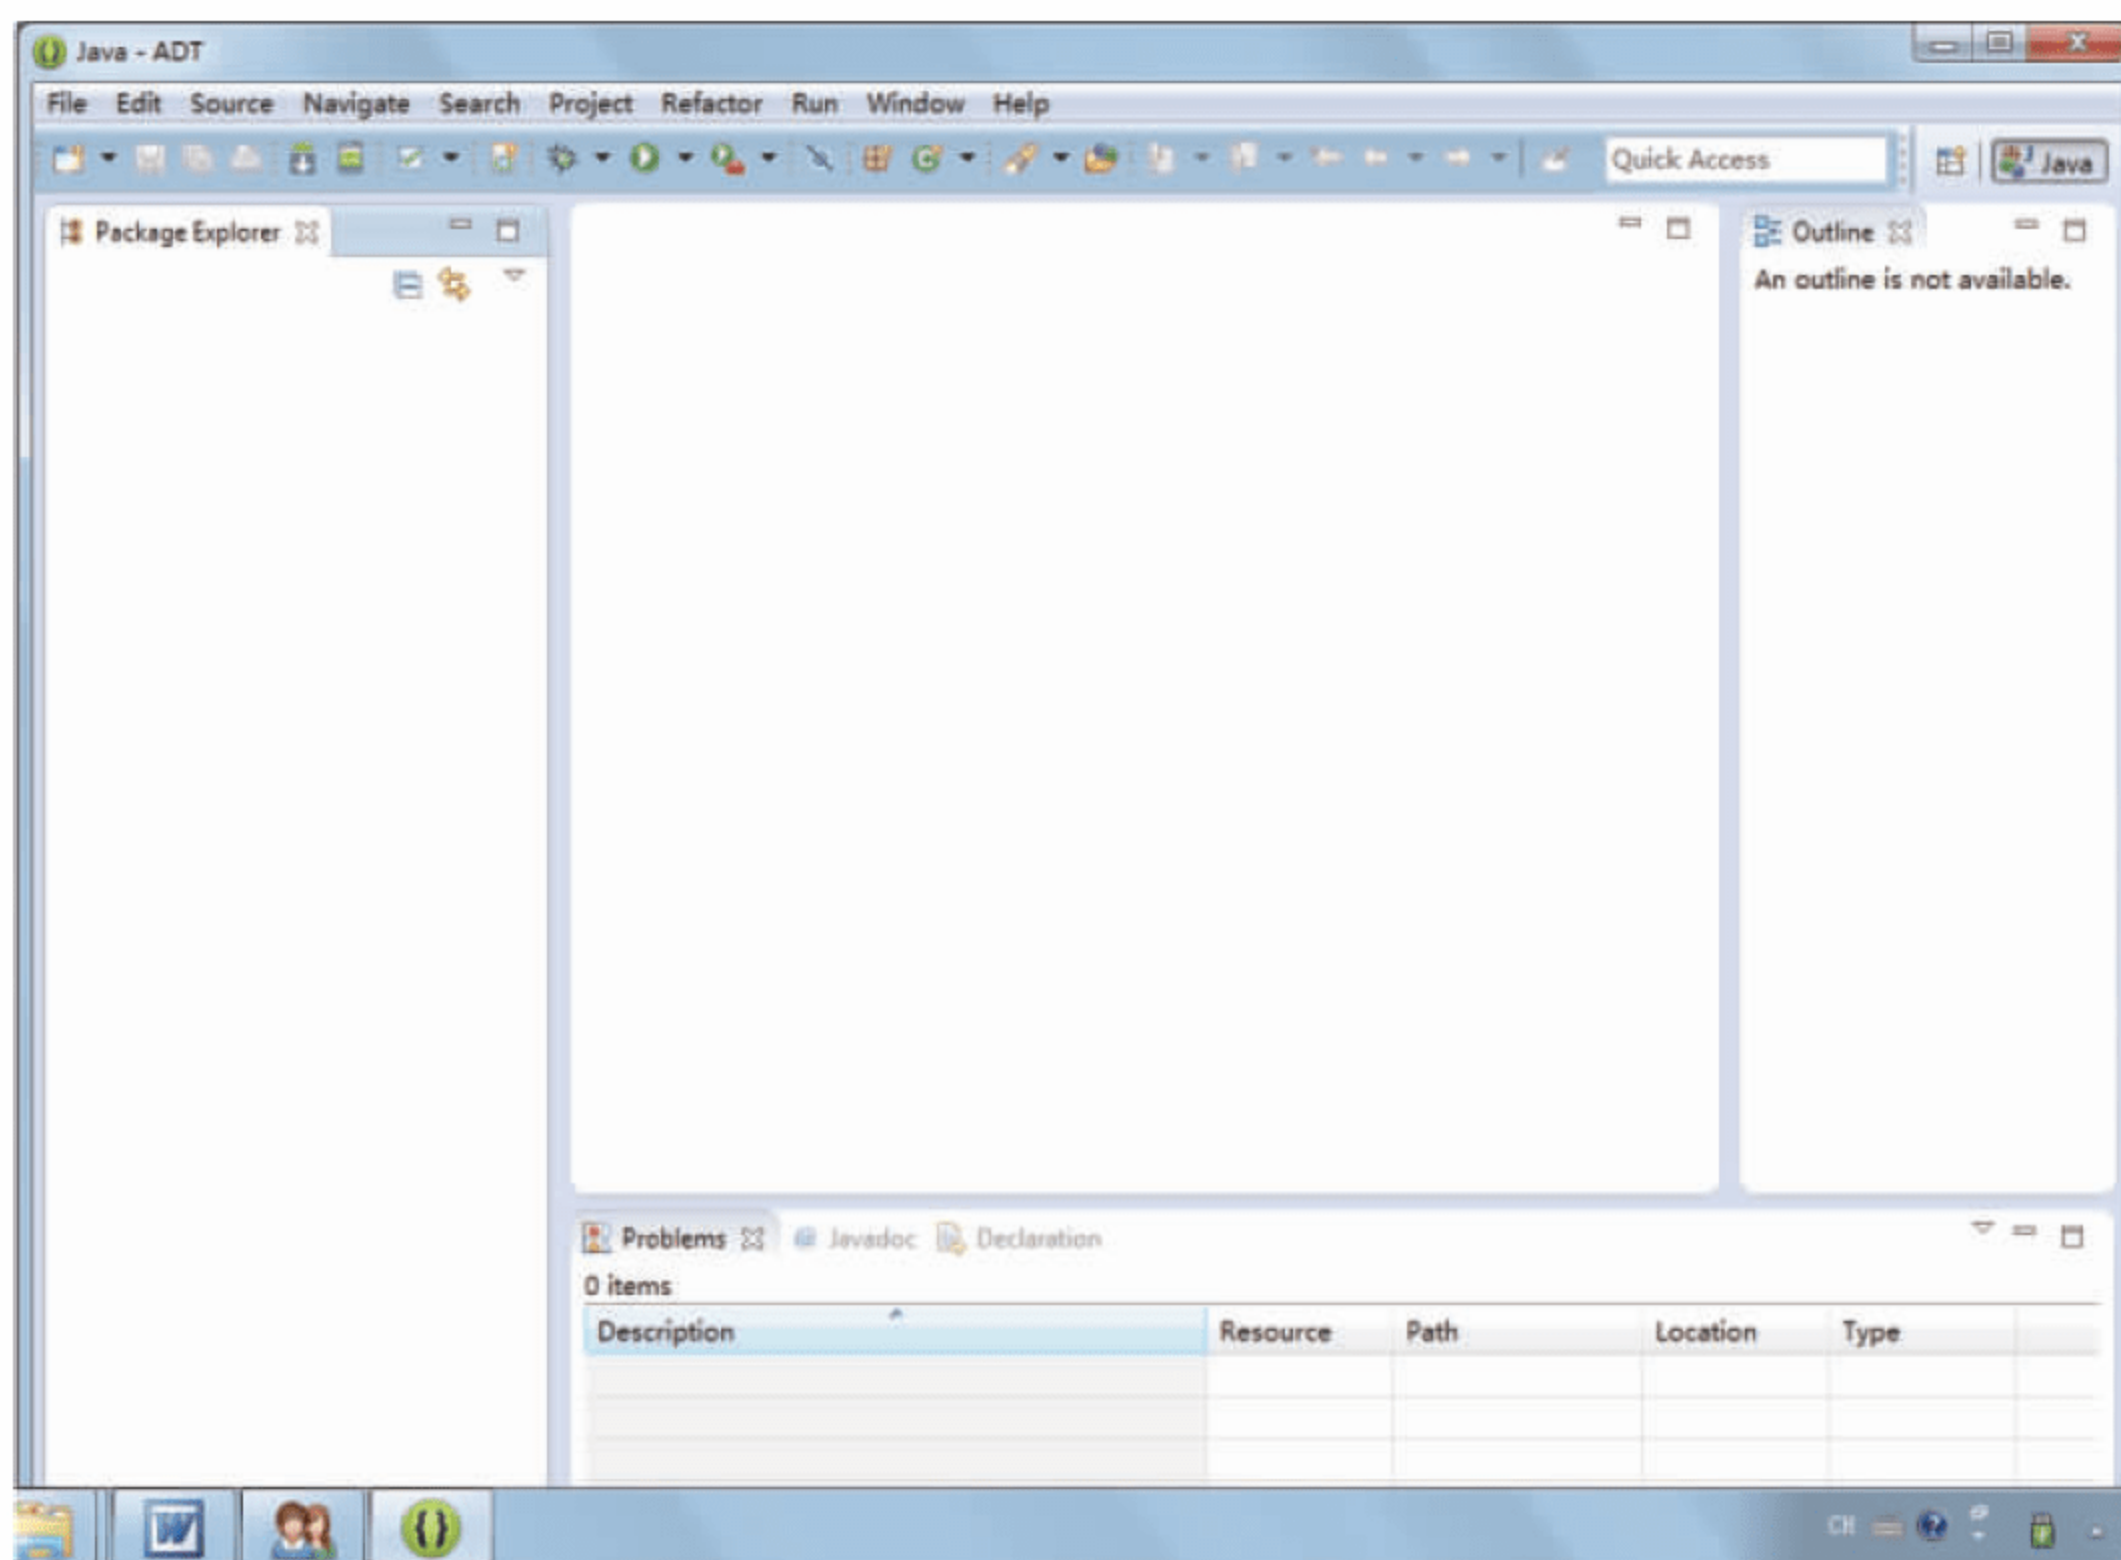 Java - ADT
File Edit Source Navigate Search Project Refactor Run Window Help
Quick Access
Java
Package Explorer
Outline
An outline is not available.
Problems Javadoc Declaration
0 items
Description Resource Path Location Type
CH